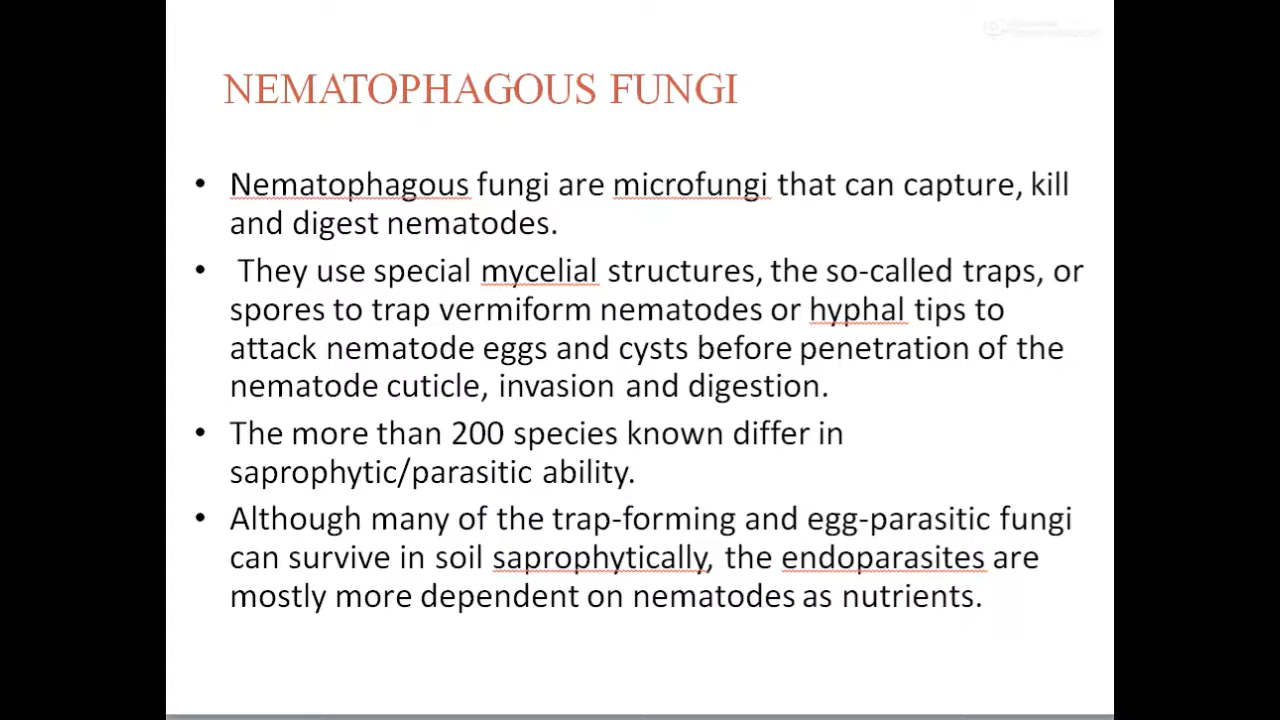 NEMATOPHAGOUS FUNGI
• Nematophagous fungi are microfungi that can capture, kill
and digest nematodes.
• They use special mycelial structures, the so-called traps, or
spores to trap vermiform nematodes or hyphal tips to
attack nematode eggs and cysts before penetration of the
nematode cuticle, invasion and digestion.
• The more than 200 species known differ in
saprophytic/parasitic ability.
• Although many of the trap-forming and egg-parasitic fungi
can survive in soil saprophytically, the endoparasites are
mostly more dependent on nematodes as nutrients.